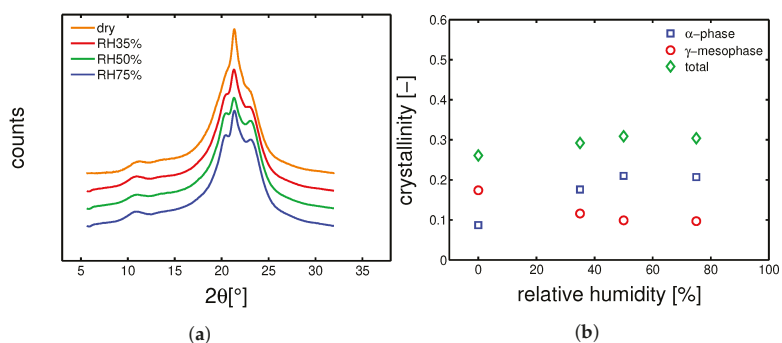 dry
RH35%
RH50%
RH75%
counts
5 10 15 20 25 30 35
2θ[°]
(a)
0.6
0.5
0.4
0.3
0.2
0.1
0
α-phase
γ-mesophase
total
crystallinity [-]
0 20 40 60 80 100
relative humidity [%]
(b)